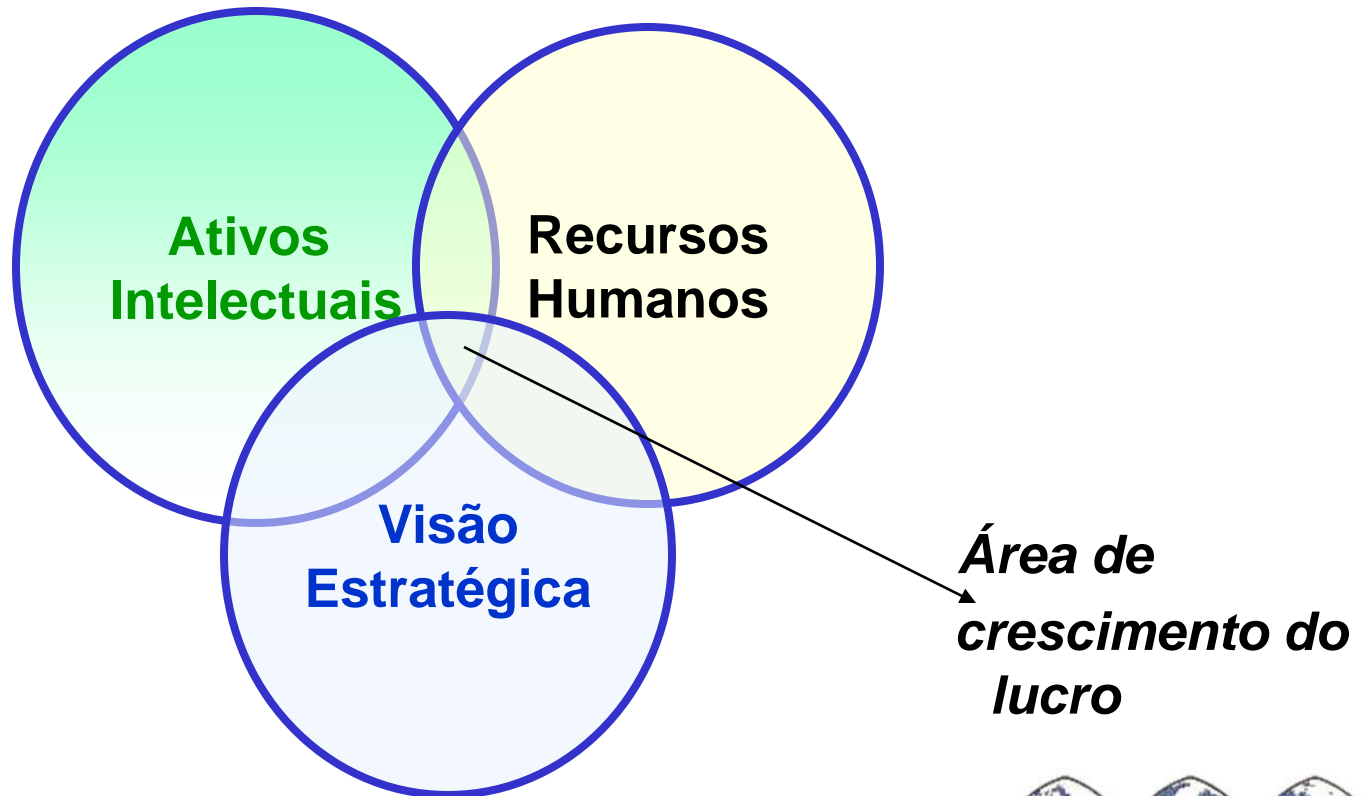 Ativos
Intelectuais
Recursos
Humanos
Visão
Estratégica
Área de
crescimento do
lucro